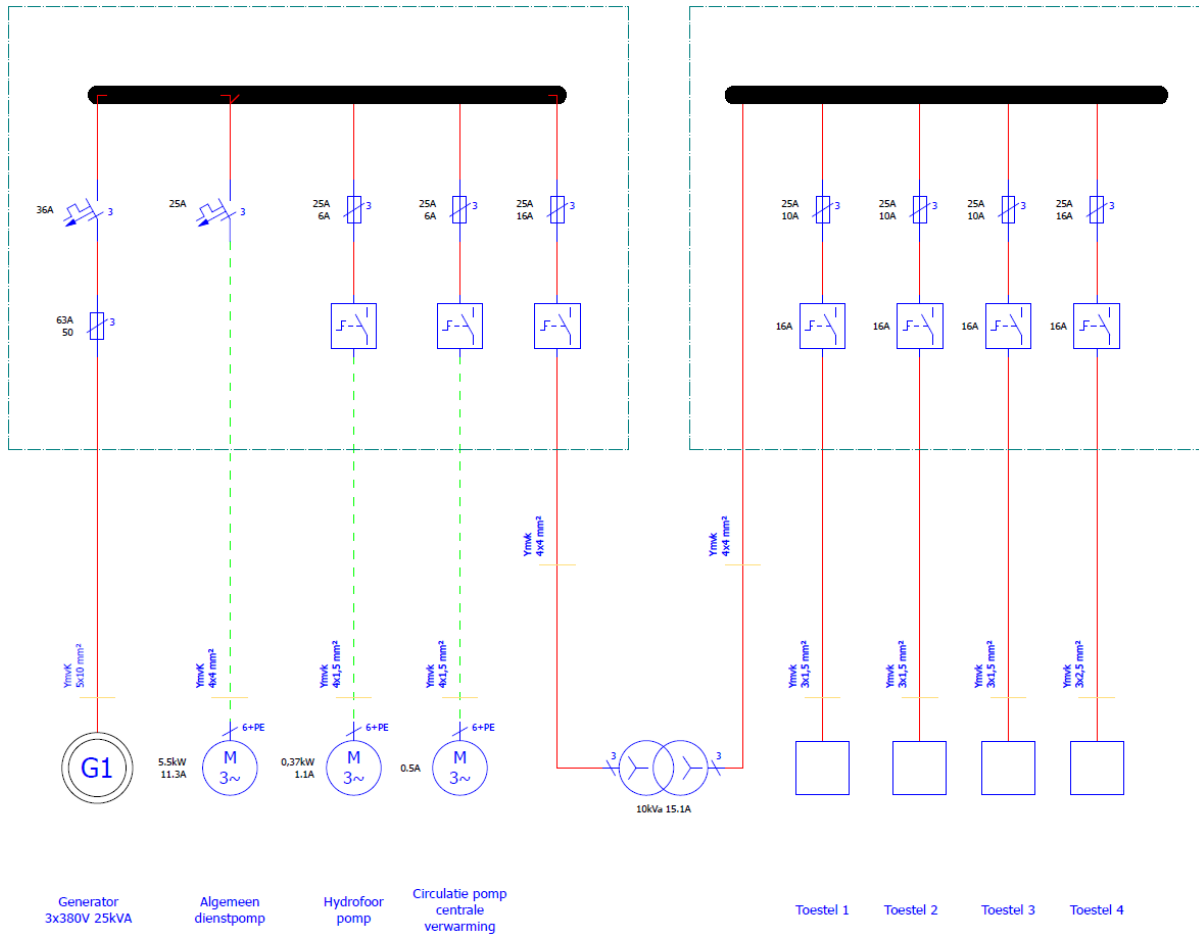 36A
3
25A
3
25A
6A
3
25A
6A
3
25A
16A
3
25A
10A
3
25A
10A
3
25A
10A
3
25A
16A
3
63A
50
3
16A
16A
16A
16A
Ymvk
4x4 mm²
Ymvk
4x4 mm²
YmvK
5x10 mm²
YmvK
4x4 mm²
Ymvk
4x1,5 mm²
Ymvk
4x1,5 mm²
Ymvk
3x1,5 mm²
Ymvk
3x1,5 mm²
Ymvk
3x1,5 mm²
Ymvk
3x2,5 mm²
G1
5.5kW
11.3A
6+PE
M
3~
0,37kW
1.1A
6+PE
M
3~
0.5A
6+PE
M
3~
3
3
10kVa 15.1A
Generator
3x380V 25kVA
Algemeen
dienstpomp
Hydrofoor
pomp
Circulatie pomp
centrale
verwarming
Toestel 1
Toestel 2
Toestel 3
Toestel 4